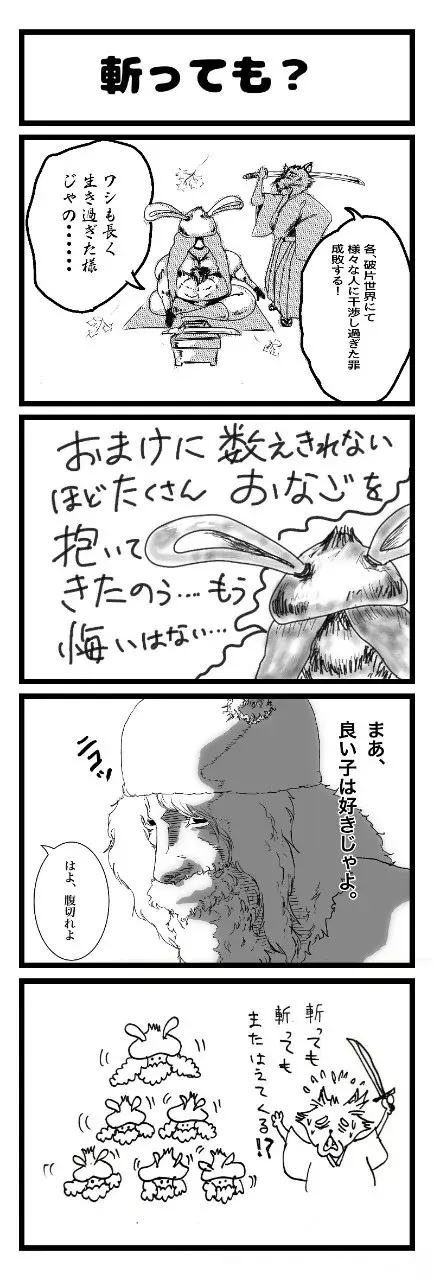 斬っても？
各、破片世界にて
様々な人に干渉し過ぎた罪
成敗する！
ワシも長く
生き過ぎた様
じゃの……
おまけに数えきれない
ほどたくさん おなごを
抱いて
きたのう…もう
悔いはない…
まあ、
良い子は好きじゃよ。
ニコッ
はよ、腹切れよ
斬っても
斬っても
またはえてくる!?